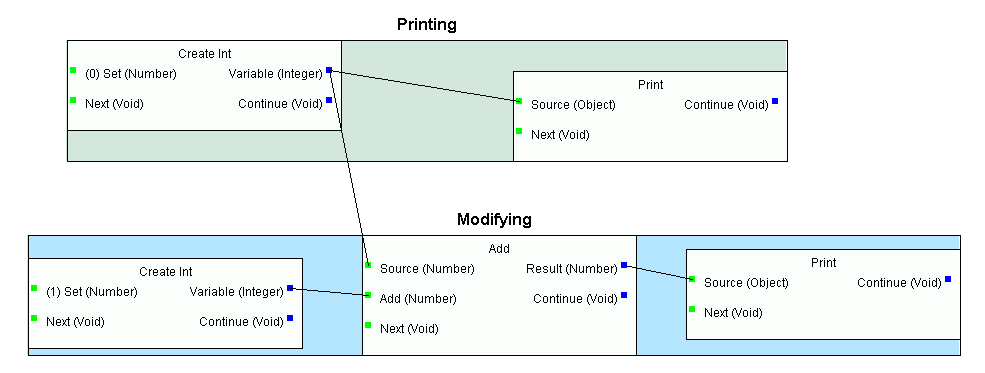 Printing
Create Int
(0) Set (Number) Variable (Integer)
Next (Void) Continue (Void)
Print
Source (Object) Continue (Void)
Next (Void)
Modifying
Create Int
(1) Set (Number) Variable (Integer)
Next (Void) Continue (Void)
Add
Source (Number) Result (Number)
Add (Number) Continue (Void)
Next (Void)
Print
Source (Object) Continue (Void)
Next (Void)